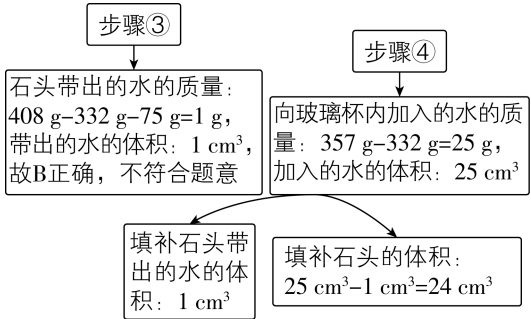 步骤③
石头带出的水的质量：
408 g-332 g-75 g=1 g，
带出的水的体积：1 cm³，
故B正确，不符合题意
步骤④
向玻璃杯内加入的水的质
量：357 g-332 g=25 g，
加入的水的体积：25 cm³
填补石头带
出的水的体
积：1 cm³
填补石头的体积：
25 cm³-1 cm³=24 cm³